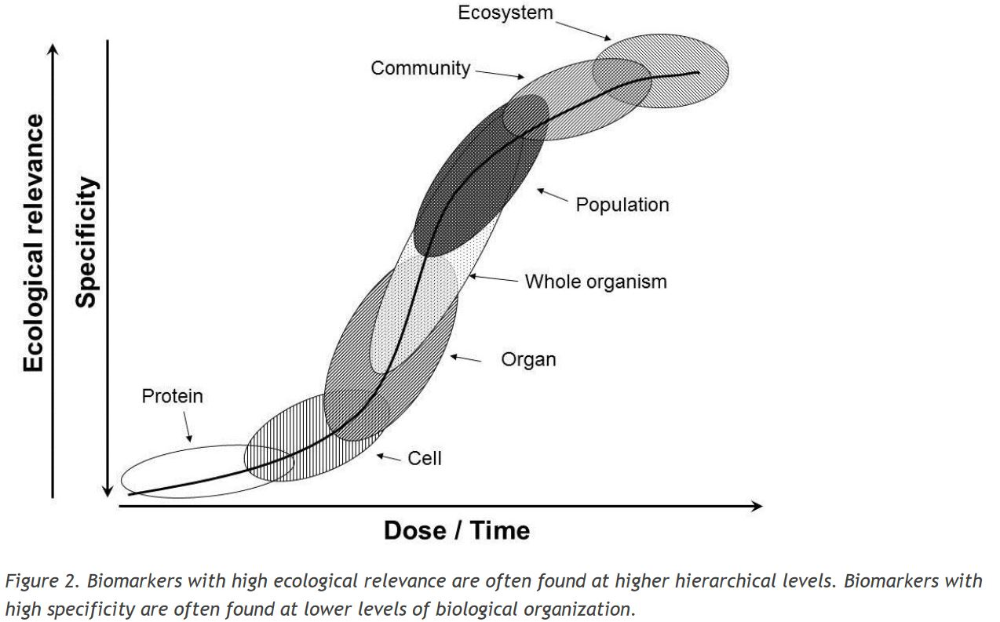 Ecosystem
Community
Population
Whole organism
Organ
Protein
Cell
Ecological relevance
Specificity
Dose / Time
Figure 2. Biomarkers with high ecological relevance are often found at higher hierarchical levels. Biomarkers with
high specificity are often found at lower levels of biological organization.